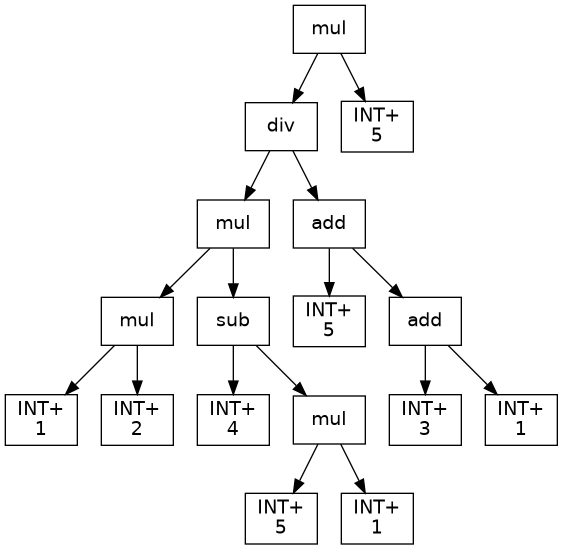 mul
div
INT+
5
mul
add
mul
sub
INT+
5
add
INT+
1
INT+
2
INT+
4
mul
INT+
3
INT+
1
INT+
5
INT+
1